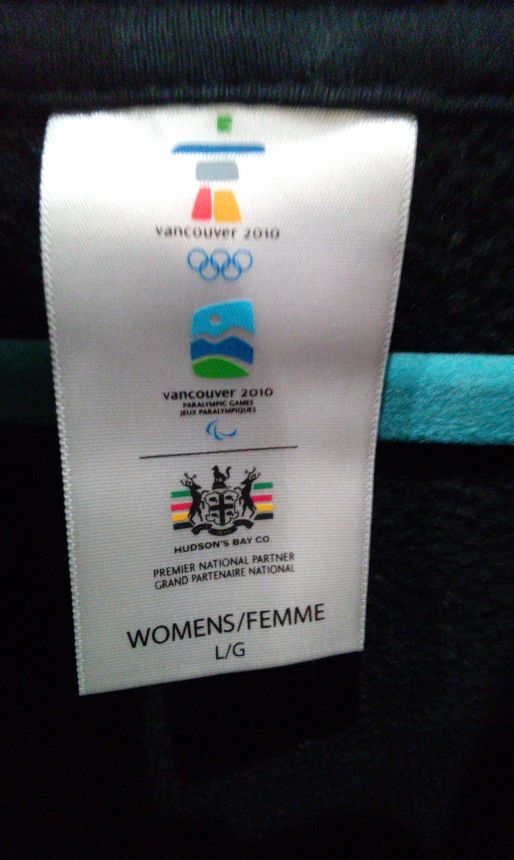 vancouver 2010
vancouver 2010
PARALYMPIC GAMES
JEUX PARALYMPIQUES
HUDSON'S BAY CO
PREMIER NATIONAL PARTNER
GRAND PARTENAIRE NATIONAL
WOMENS/FEMME
L/G